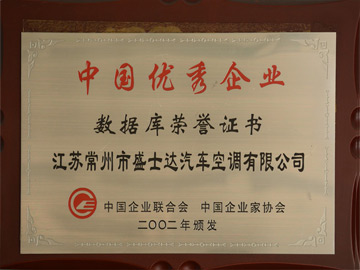 中国优秀企业
数据库荣誉证书
江苏常州市盛士达汽车空调有限公司
中国企业联合会 中国企业家协会
二〇〇二年颁发